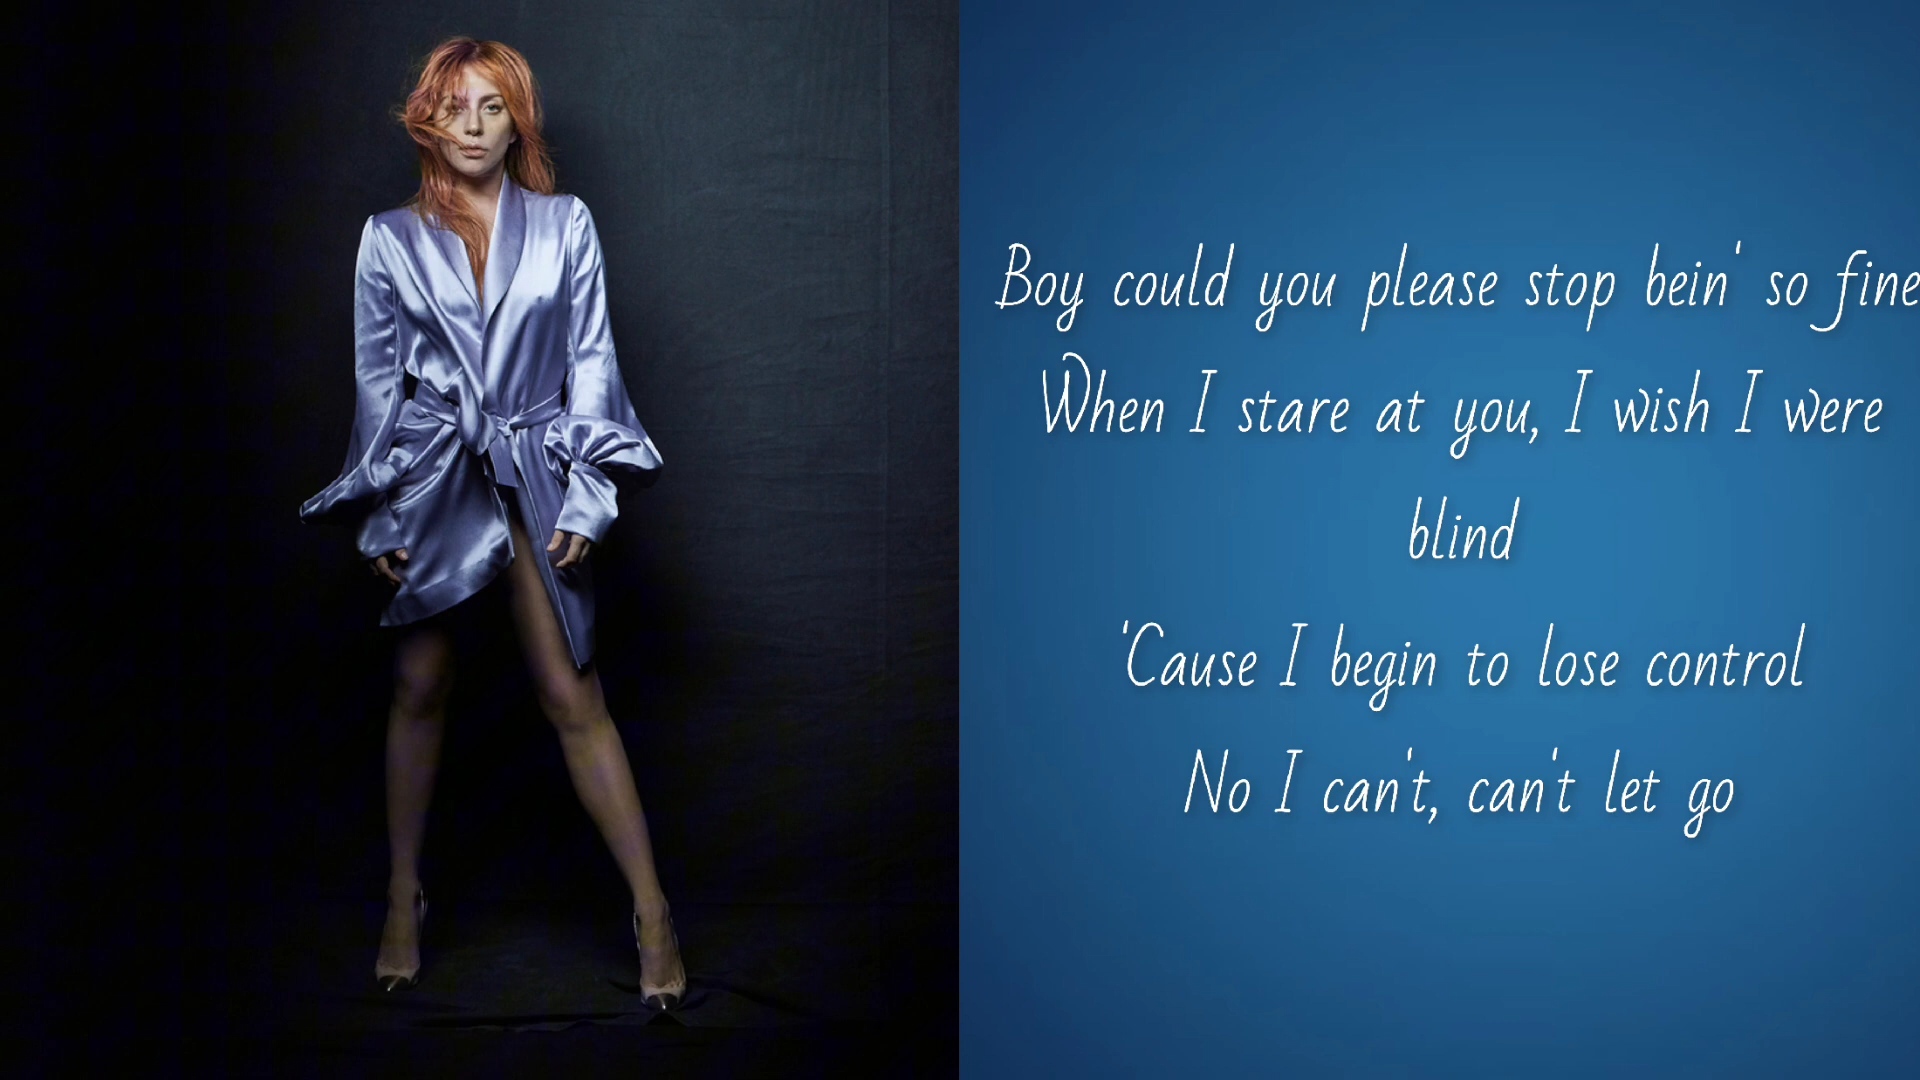 Boy could you please stop bein' so fine
When I stare at you, I wish I were
blind
'Cause I begin to lose control
No I can't, can't let go